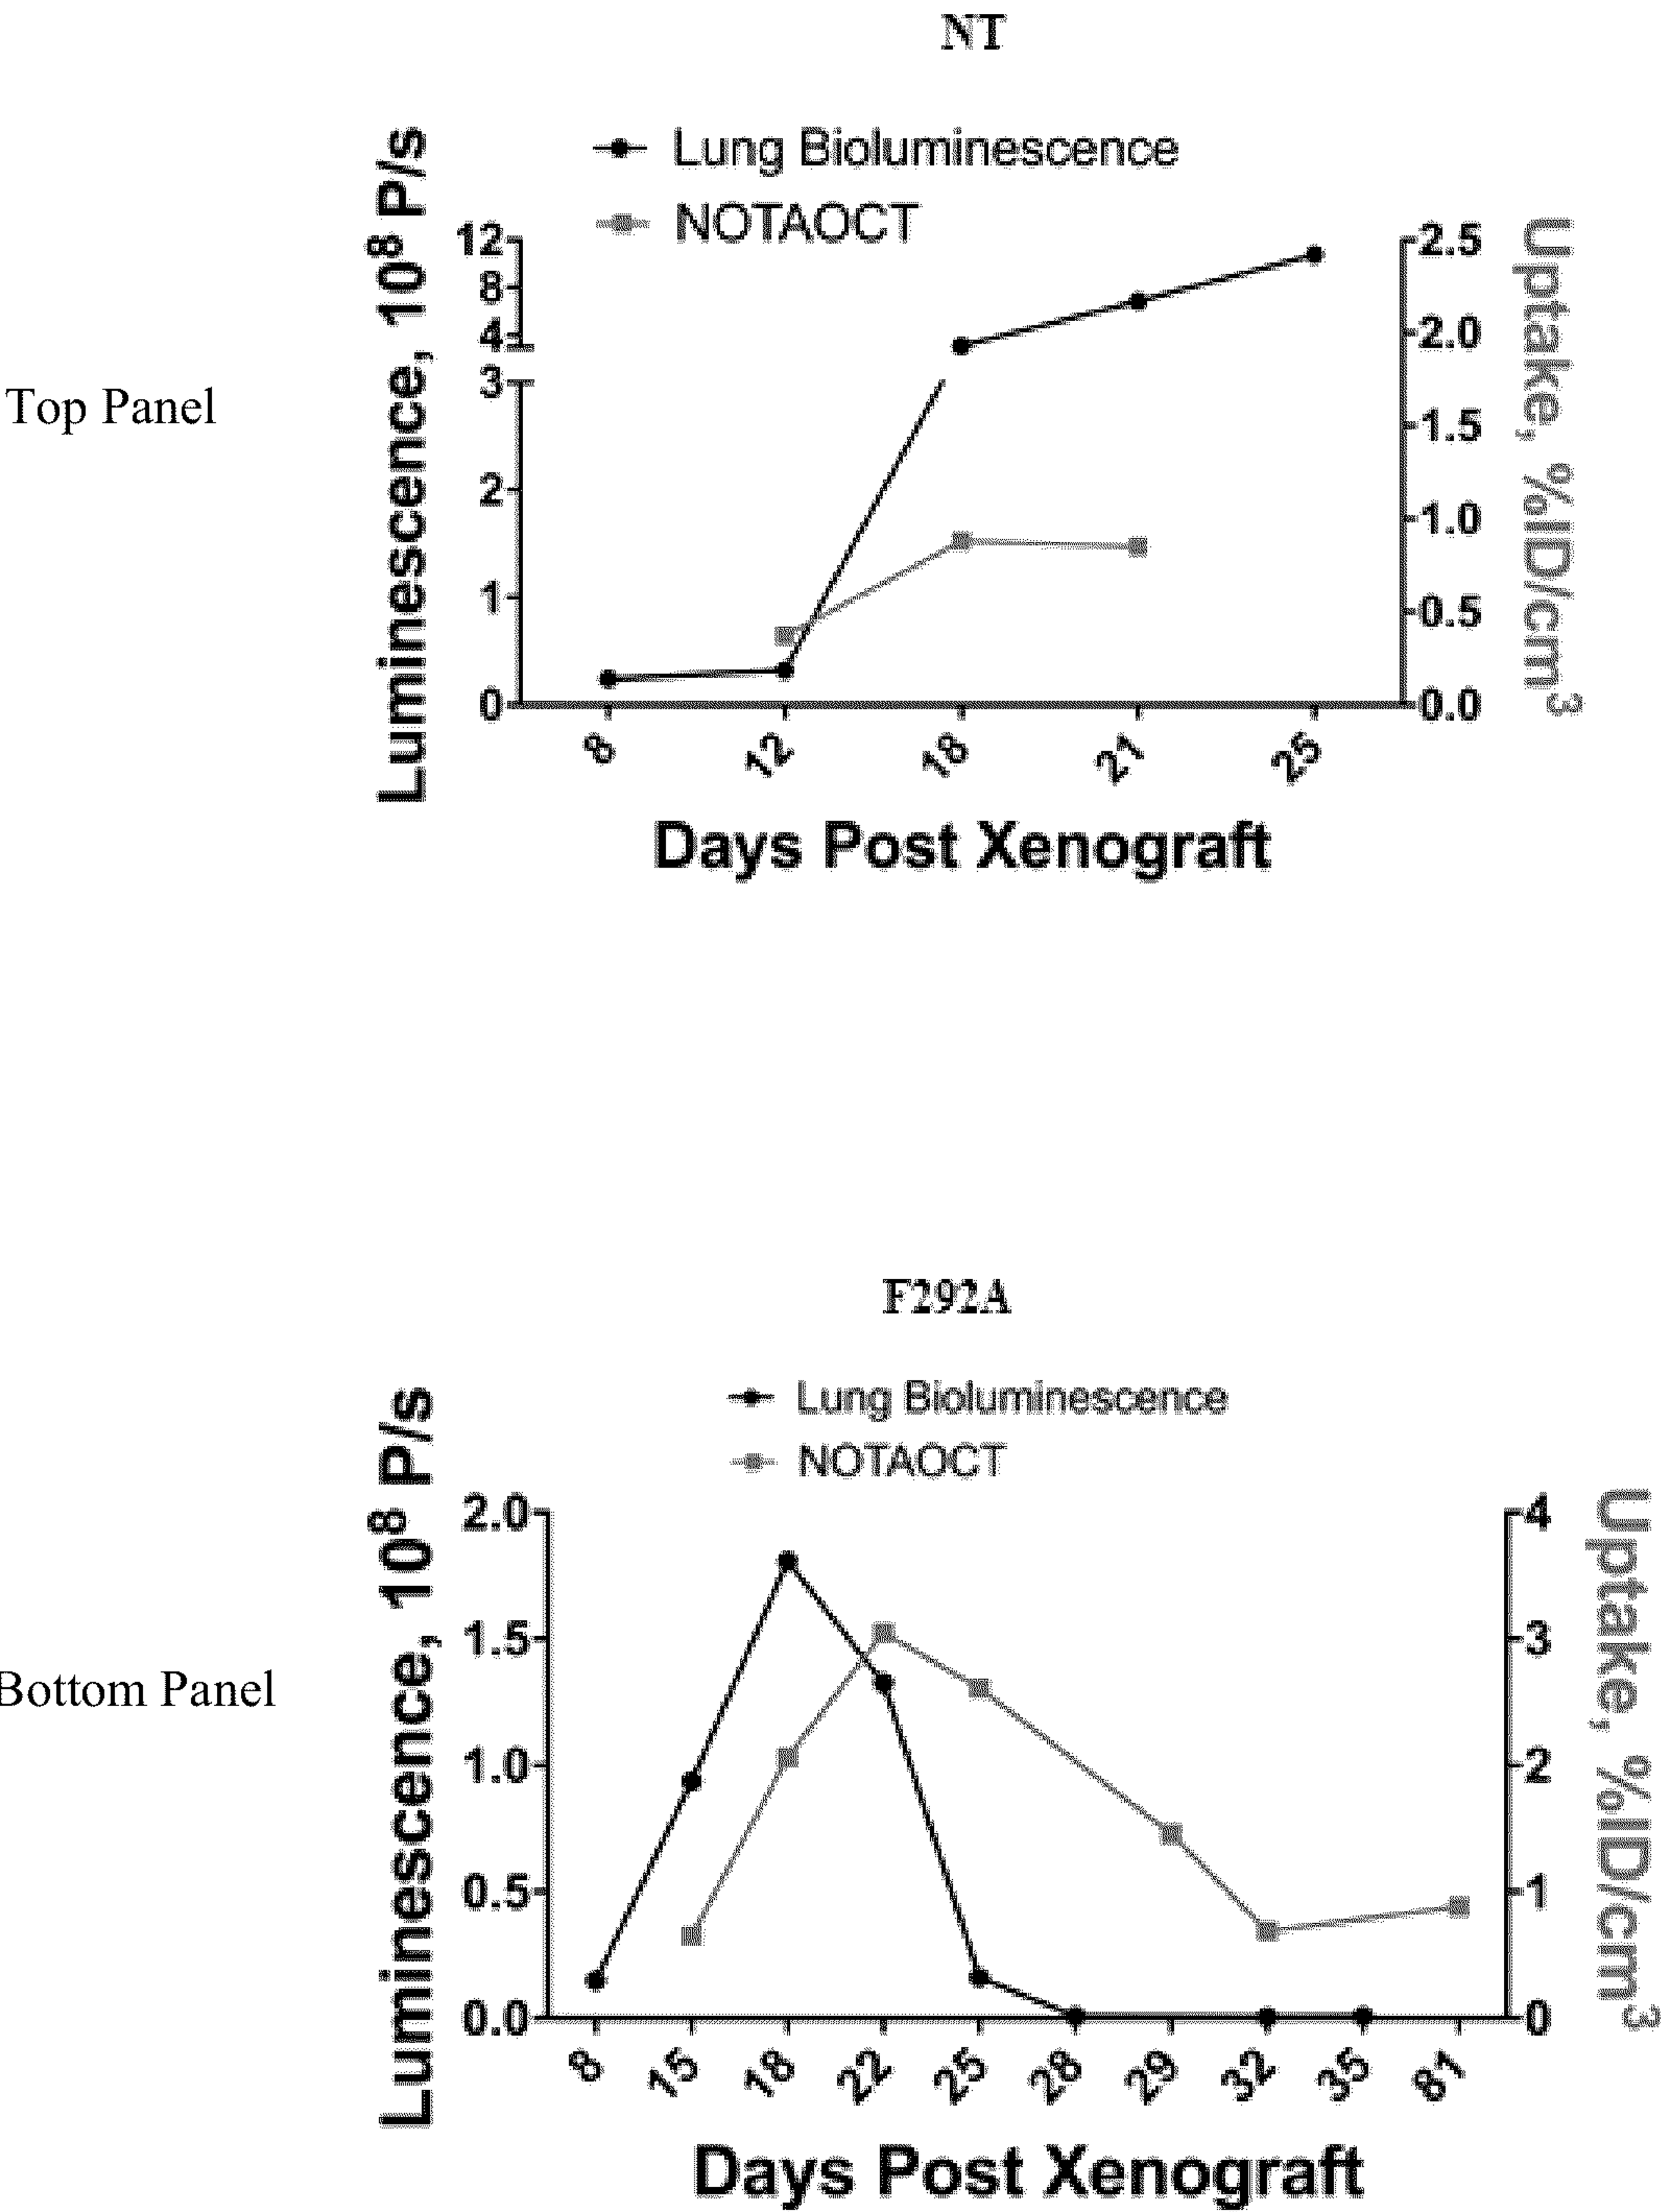 NT
Lung Bioluminescence
NOTAOCT
Top Panel
Luminescence, 10⁸ P/s
12
8
4
3
2
1
0
2.5
2.0
1.5
1.0
0.5
0.0
Uptake, %ID/cm³
8 12 18 21 25
Days Post Xenograft
F292A
Lung Bioluminescence
NOTAOCT
Bottom Panel
Luminescence, 10⁸ P/s
2.0
1.5
1.0
0.5
0.0
4
3
2
1
0
Uptake, %ID/cm³
8 15 18 22 25 28 29 32 35 81
Days Post Xenograft